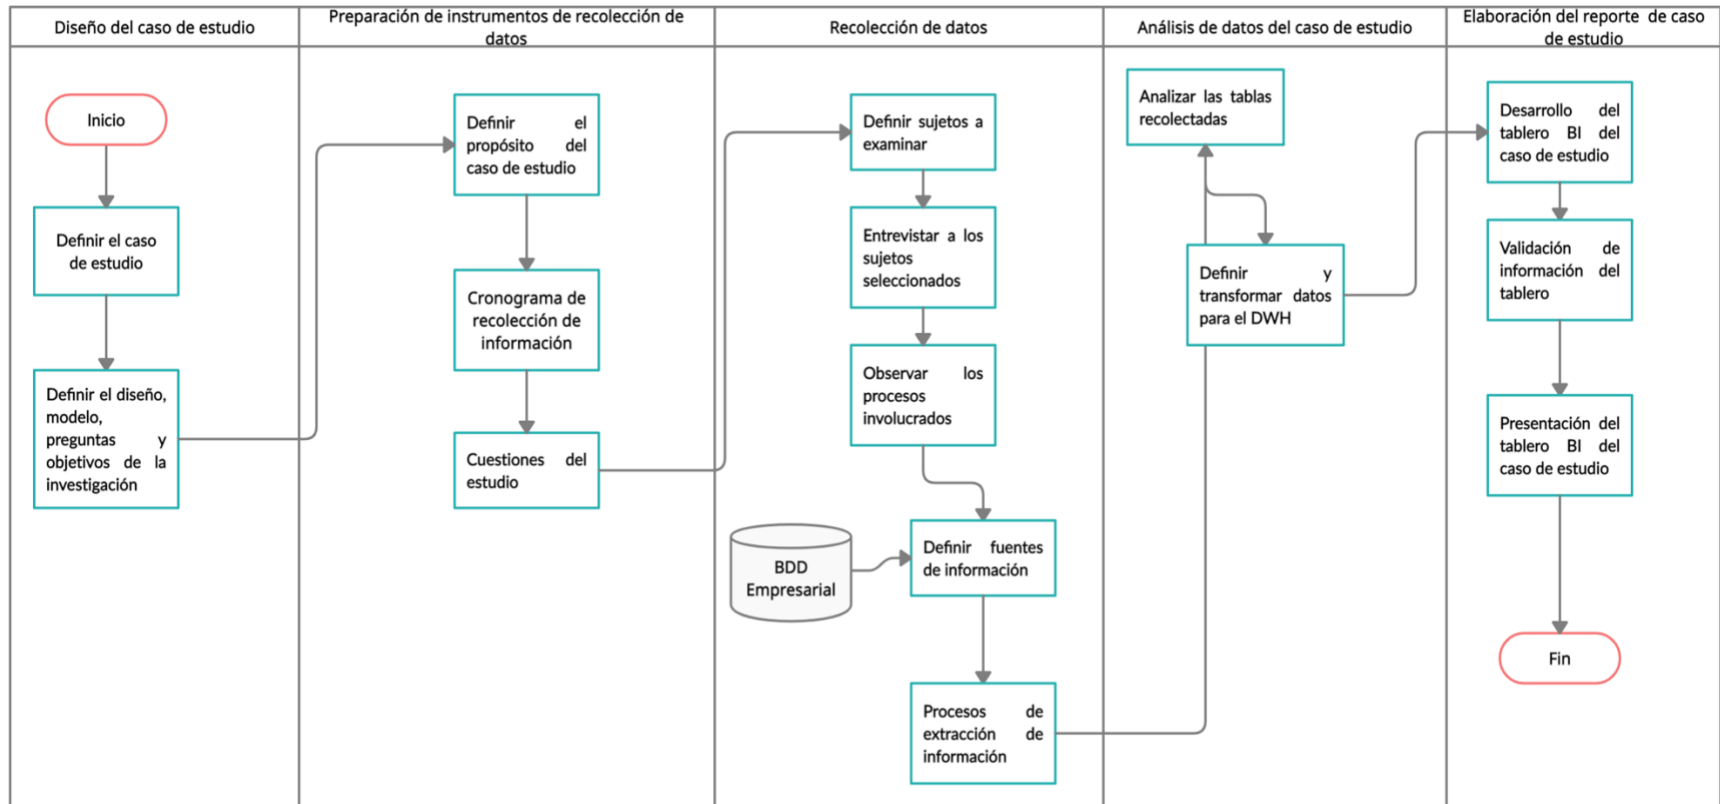 Diseño del caso de estudio
Preparación de instrumentos de recolección de
datos
Recolección de datos
Análisis de datos del caso de estudio
Elaboración del reporte de caso
de estudio
Inicio
Definir el caso
de estudio
Definir el diseño,
modelo,
preguntas y
objetivos de la
investigación
Definir el
propósito del
caso de estudio
Cronograma de
recolección de
información
Cuestiones del
estudio
Definir sujetos a
examinar
Entrevistar a los
sujetos
seleccionados
Observar los
procesos
involucrados
BDD
Empresarial
Definir fuentes
de información
Procesos de
extracción de
información
Analizar las tablas
recolectadas
Definir y
transformar datos
para el DWH
Desarrollo del
tablero BI del
caso de estudio
Validación de
información del
tablero
Presentación del
tablero BI del
caso de estudio
Fin